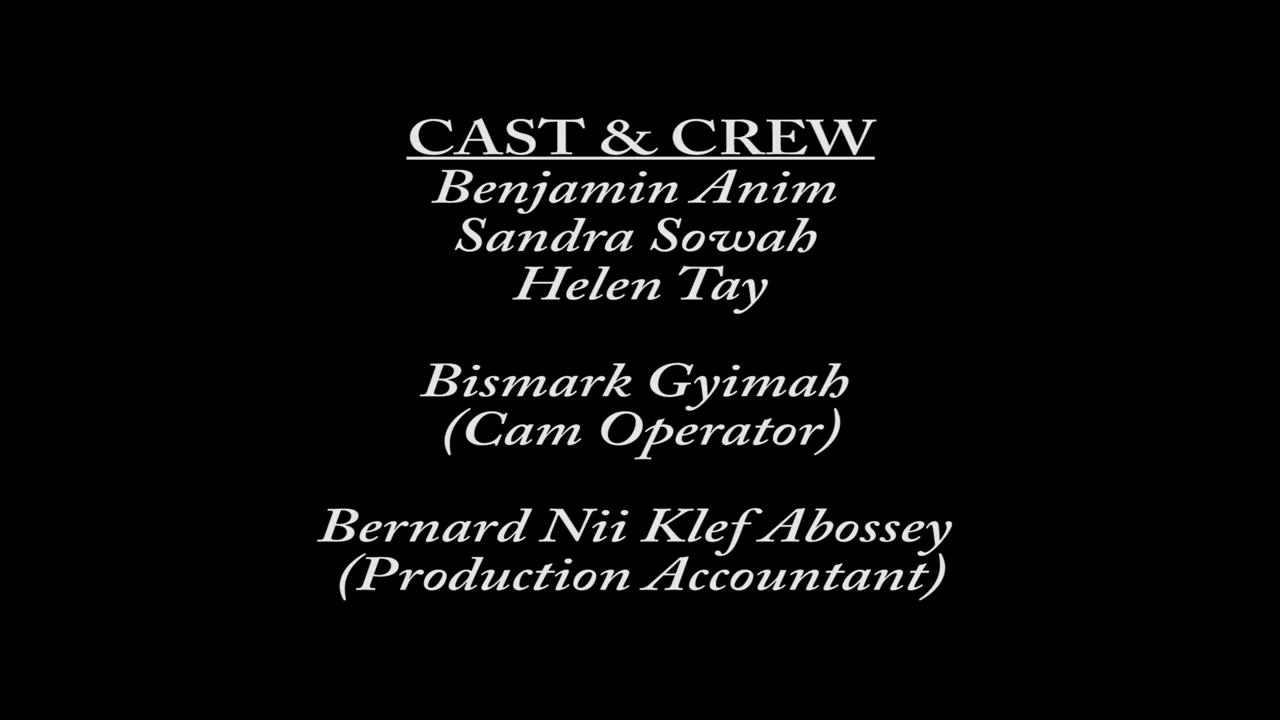 CAST & CREW
Benjamin Anim
Sandra Sowah
Helen Tay
Bismark Gyimah
(Cam Operator)
Bernard Nii Klef Abossey
(Production Accountant)